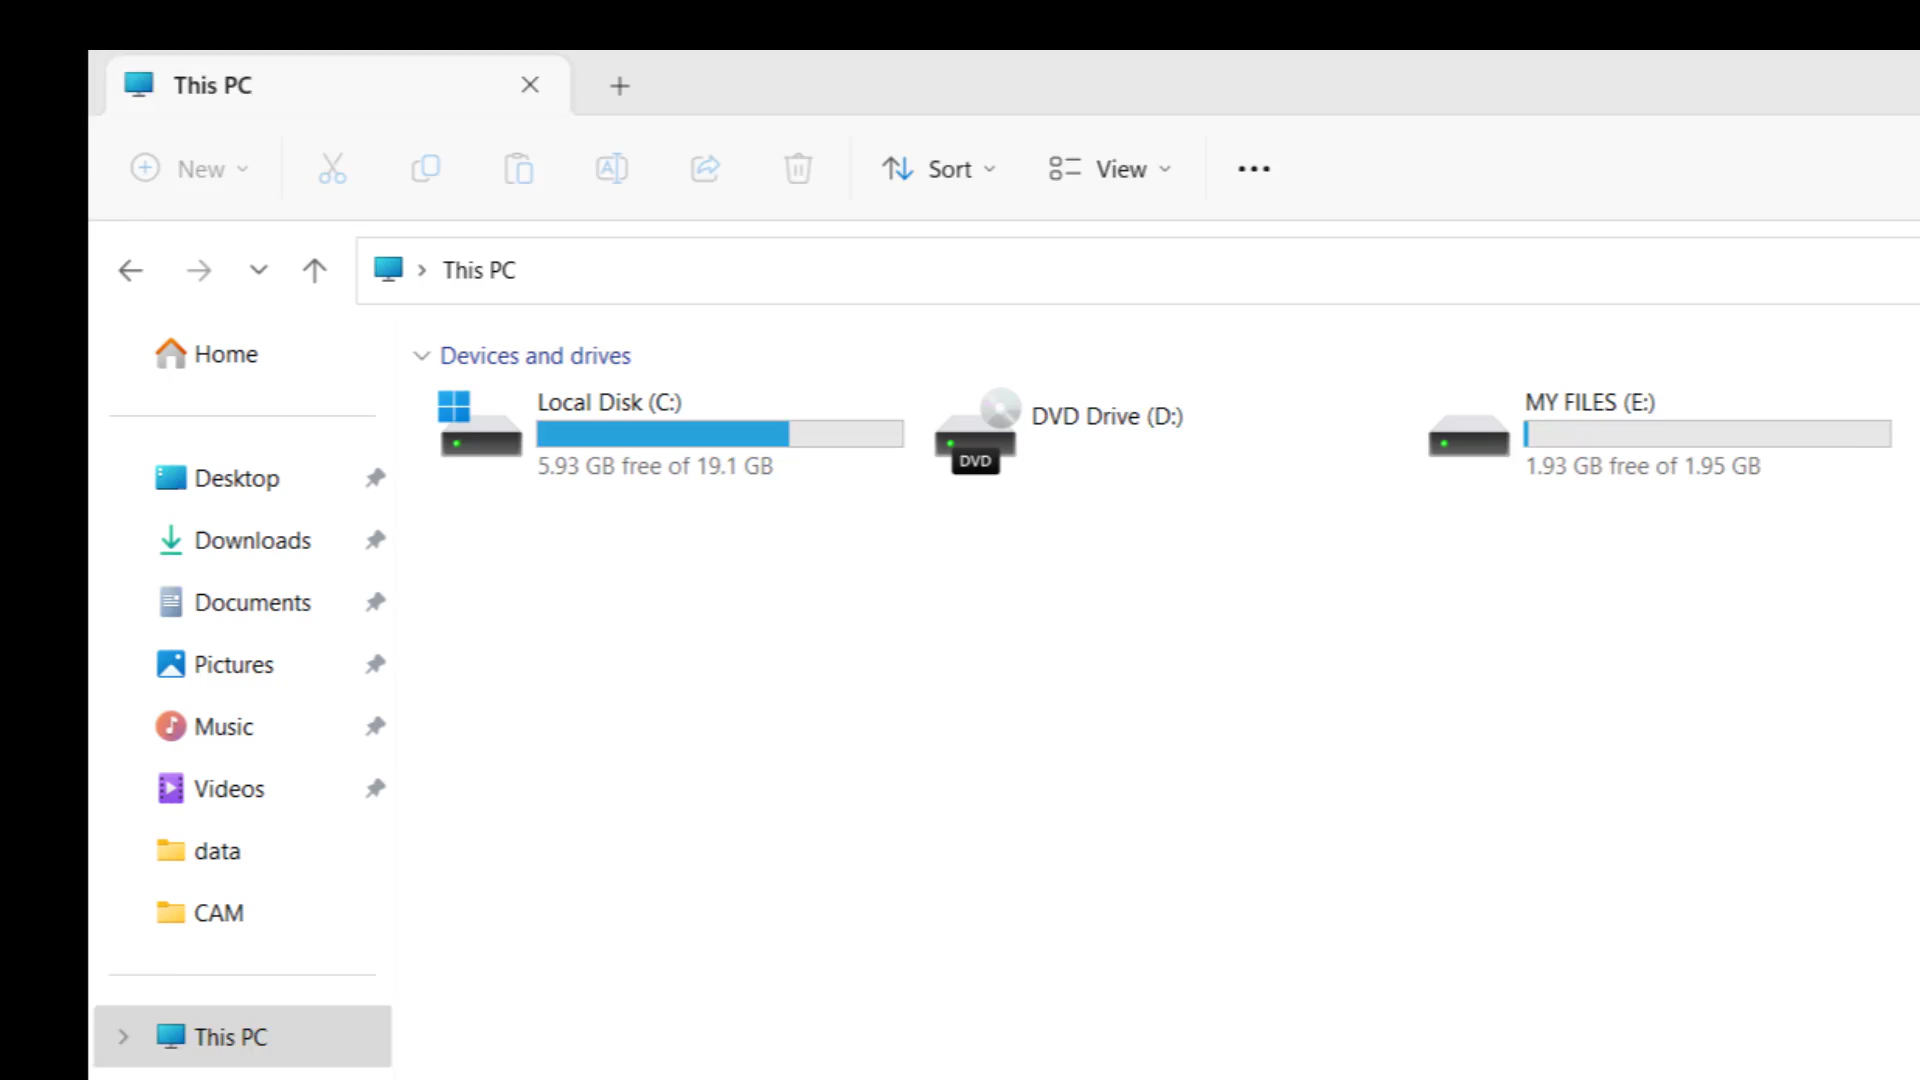 This PC
New
Sort
View
This PC
Home
Devices and drives
Local Disk (C:)
5.93 GB free of 19.1 GB
DVD
DVD Drive (D:)
MY FILES (E:)
1.93 GB free of 1.95 GB
Desktop
Downloads
Documents
Pictures
Music
Videos
data
CAM
This PC